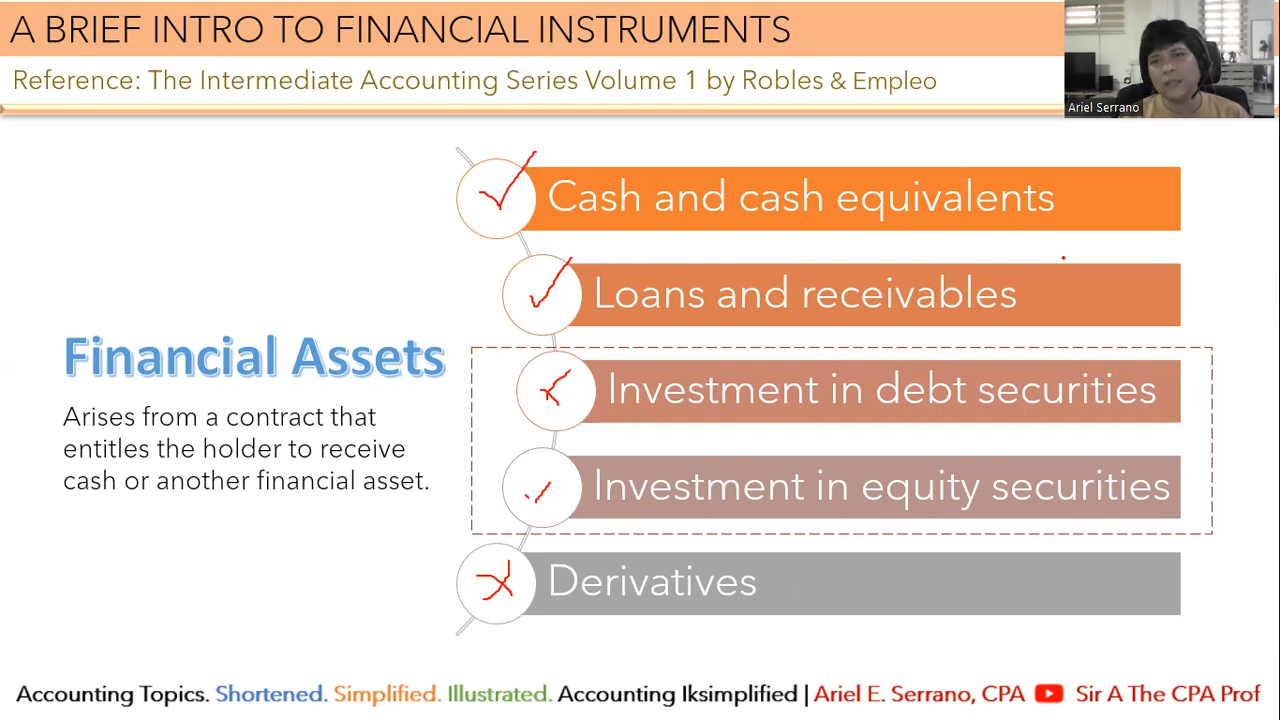 A BRIEF INTRO TO FINANCIAL INSTRUMENTS
Reference: The Intermediate Accounting Series Volume 1 by Robles & Empleo
Ariel Serrano
Cash and cash equivalents
Loans and receivables
Financial Assets
Arises from a contract that
entitles the holder to receive
cash or another financial asset.
Investment in debt securities
Investment in equity securities
Derivatives
Accounting Topics. Shortened. Simplified. Illustrated. Accounting Iksimplified | Ariel E. Serrano, CPA Sir A The CPA Prof